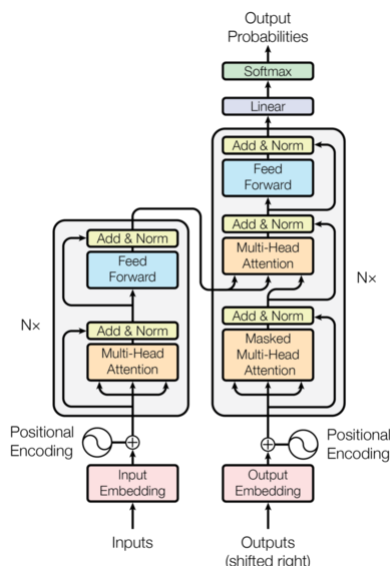 Output
Probabilities
Softmax
Linear
Add & Norm
Feed
Forward
Add & Norm
Multi-Head
Attention
Add & Norm
Masked
Multi-Head
Attention
Nx
Positional
Encoding
Output
Embedding
Outputs
(shifted right)
Add & Norm
Feed
Forward
Add & Norm
Multi-Head
Attention
Nx
Positional
Encoding
Input
Embedding
Inputs